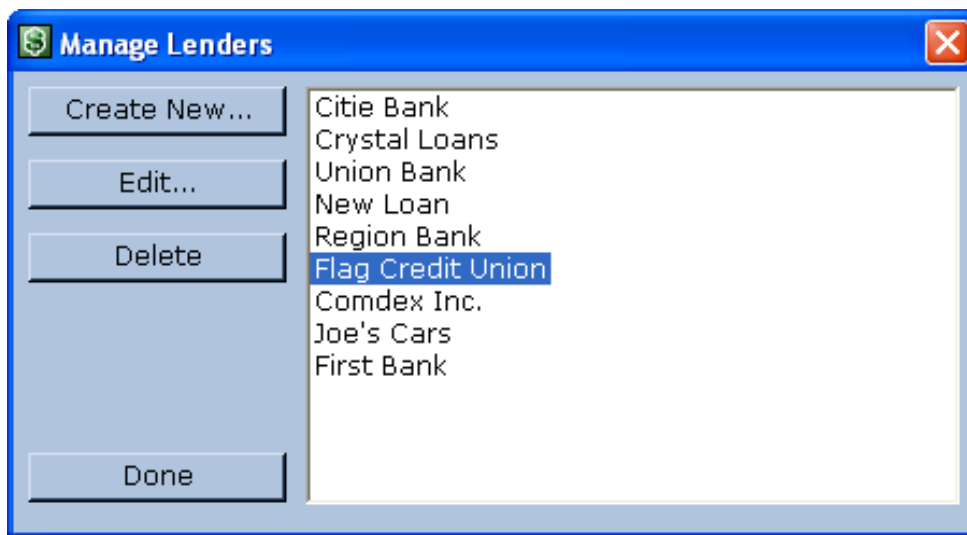 Manage Lenders
Create New...
Edit...
Delete
Done
Citie Bank
Crystal Loans
Union Bank
New Loan
Region Bank
Flag Credit Union
Comdex Inc.
Joe's Cars
First Bank